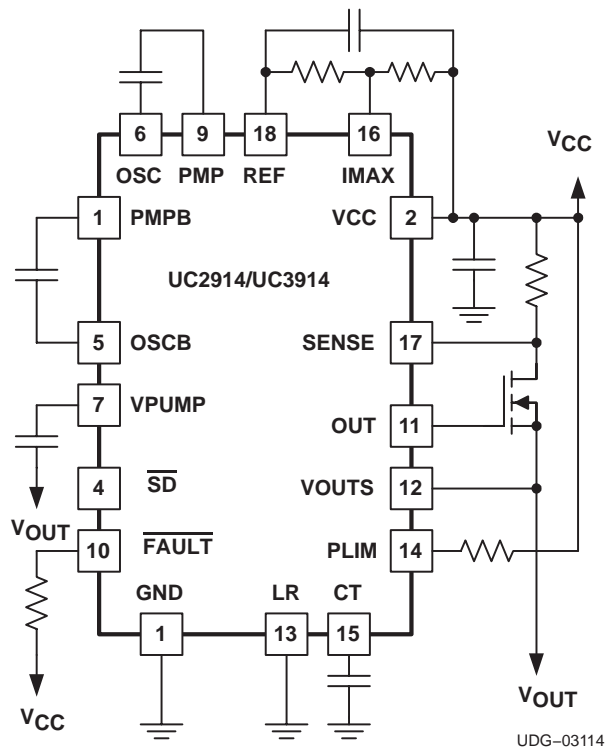 6 9 18 16
OSC PMP REF IMAX
VCC
1 PMPB VCC 2
UC2914/UC3914
5 OSCB SENSE 17
7 VPUMP
OUT 11
4 SD VOUTS 12
VOUT
10 FAULT PLIM 14
GND LR CT
1 13 15
VCC VOUT
UDG–03114